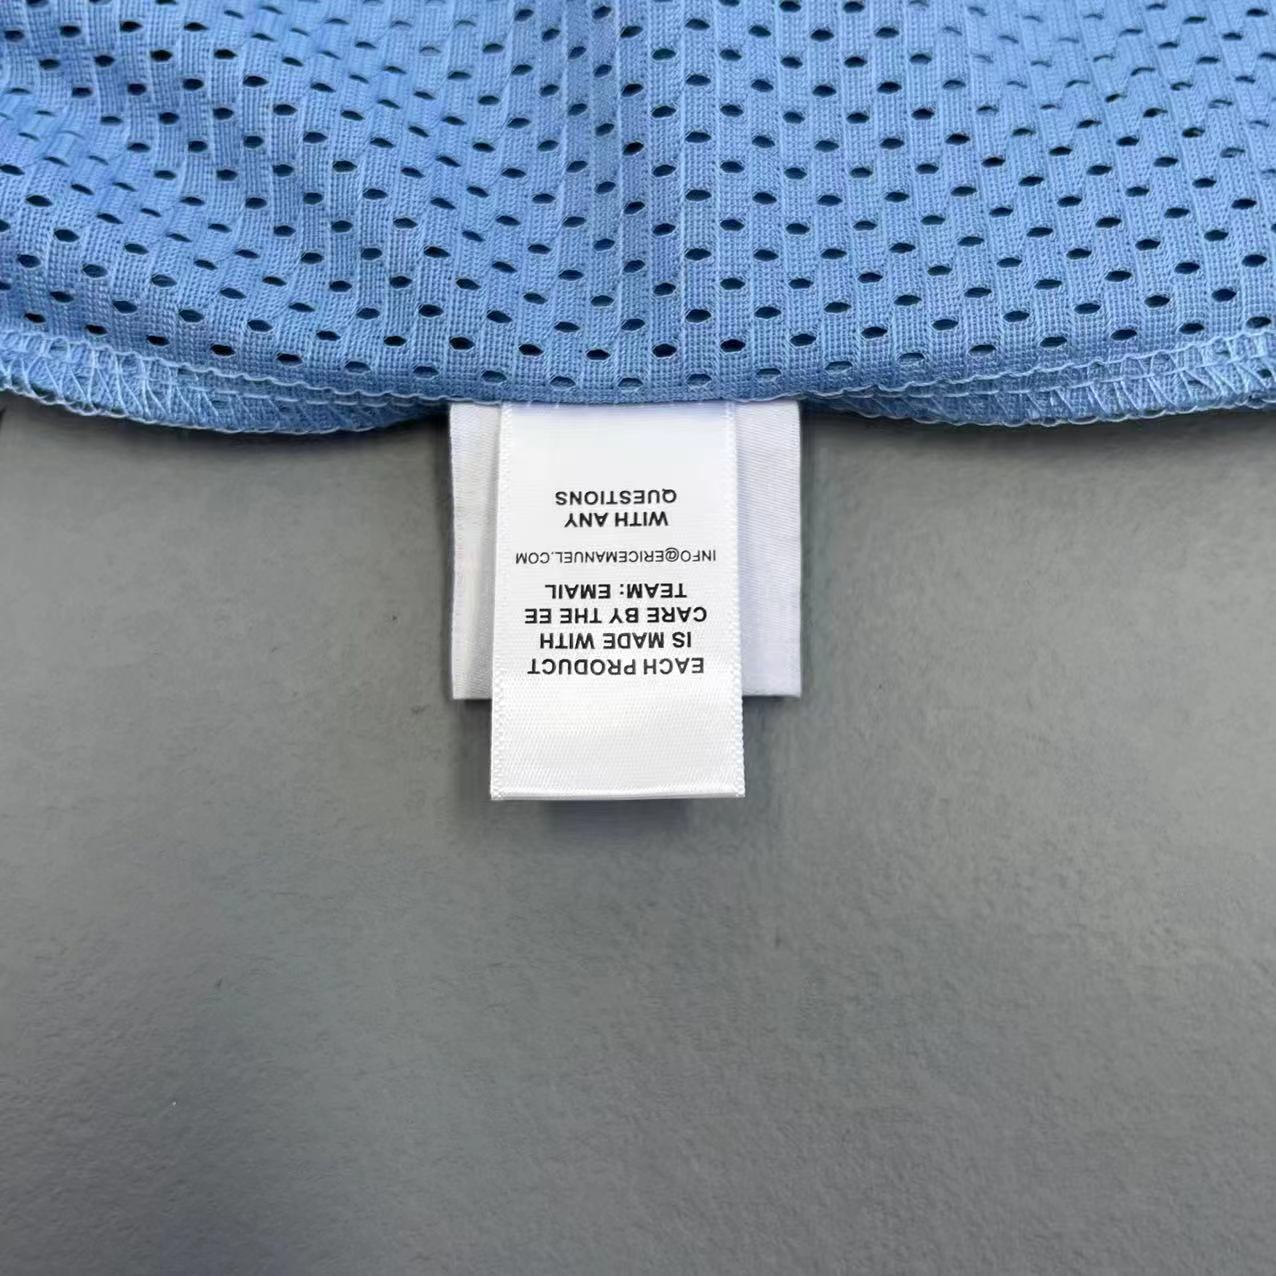 EACH PRODUCT
IS MADE WITH
CARE BY THE EE
TEAM: EMAIL
INFO@ERICEMANUEL.COM
WITH ANY
QUESTIONS